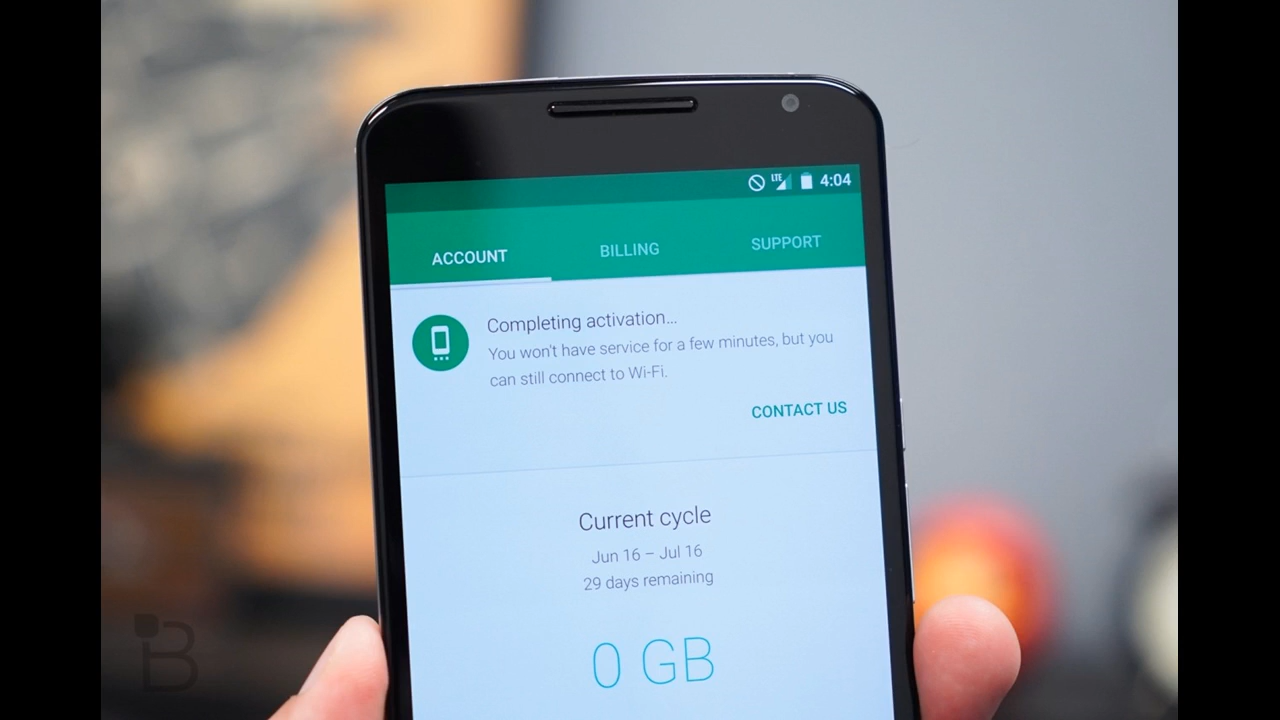 LTE 4:04
ACCOUNT BILLING SUPPORT
Completing activation...
You won't have service for a few minutes, but you
can still connect to Wi-Fi.
CONTACT US
Current cycle
Jun 16 – Jul 16
29 days remaining
0 GB
iB